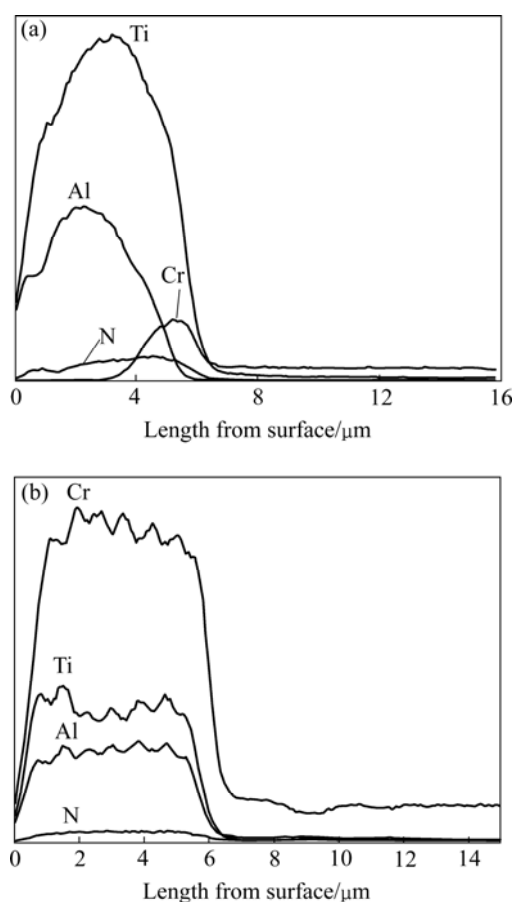 (a)
Ti
Al
Cr
N
0 4 8 12 16
Length from surface/μm
(b)
Cr
Ti
Al
N
0 2 4 6 8 10 12 14
Length from surface/μm